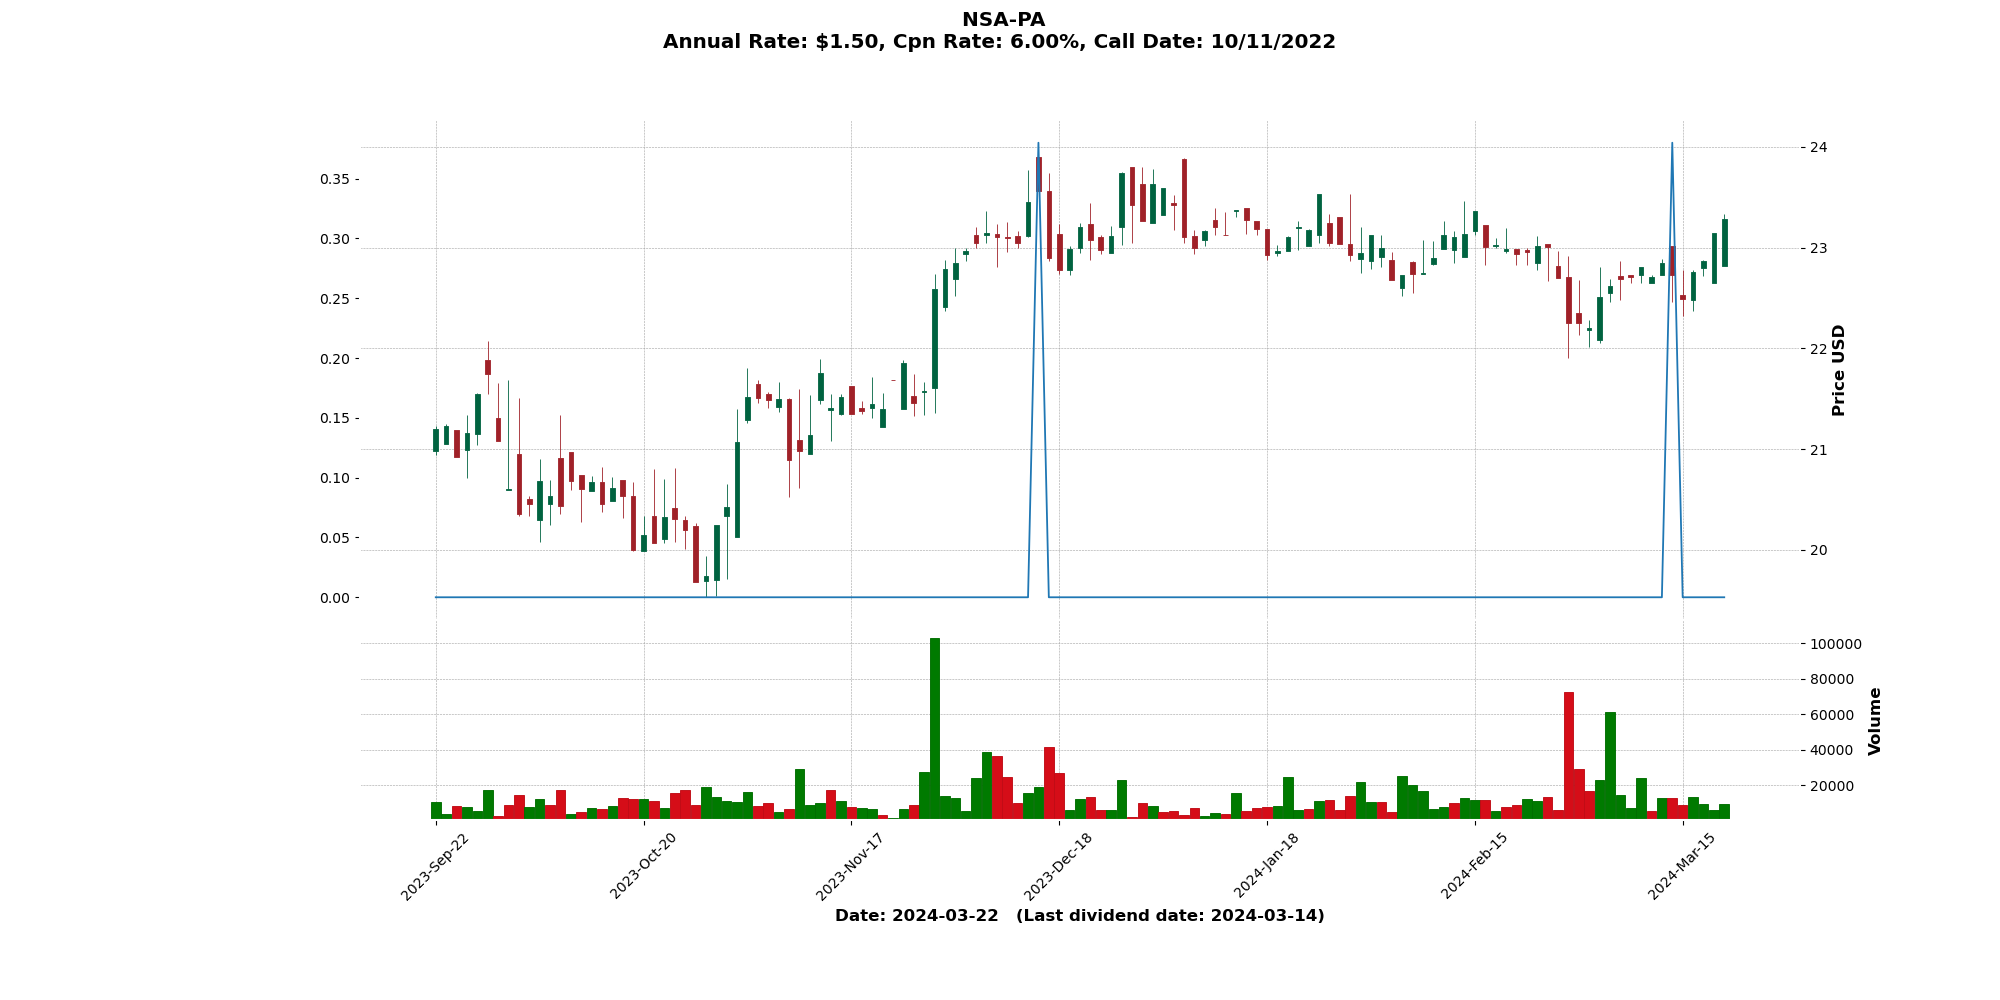 NSA-PA
Annual Rate: $1.50, Cpn Rate: 6.00%, Call Date: 10/11/2022
0.35
0.30
0.25
0.20
0.15
0.10
0.05
0.00
24
23
22
21
20
Price USD
100000
80000
60000
40000
20000
Volume
2023-Sep-22
2023-Oct-20
2023-Nov-17
2023-Dec-18
2024-Jan-18
2024-Feb-15
2024-Mar-15
Date: 2024-03-22 (Last dividend date: 2024-03-14)